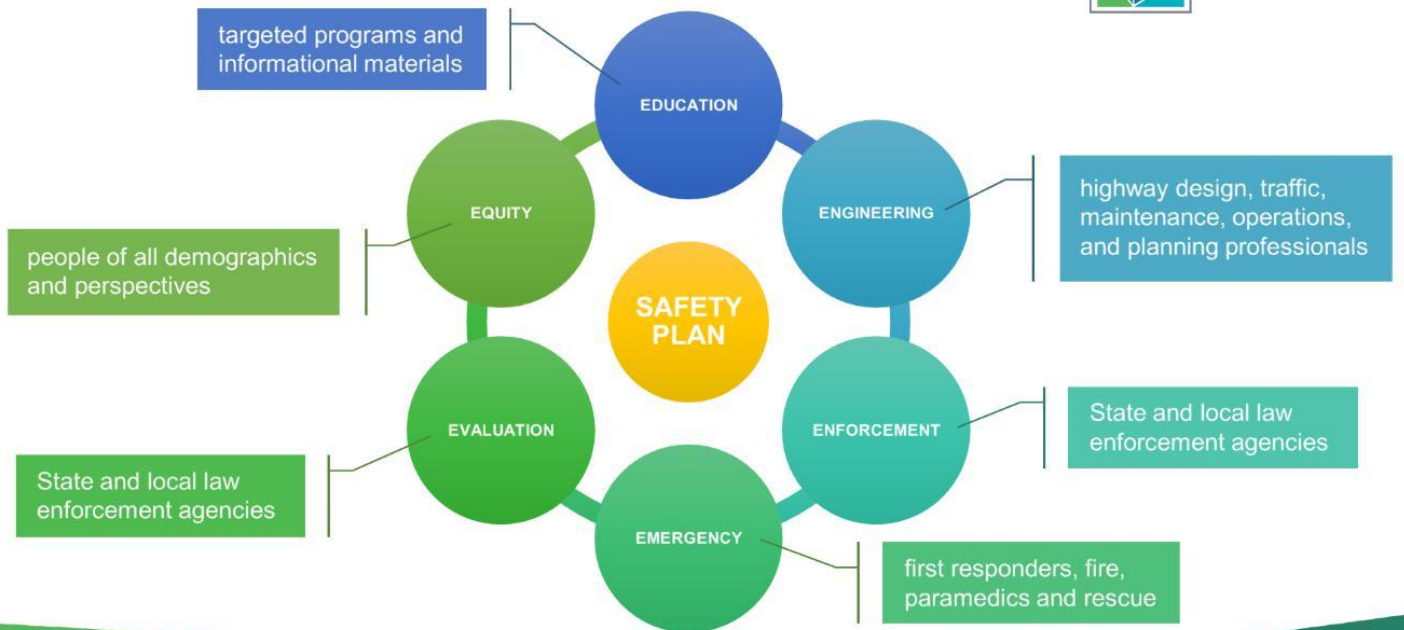 targeted programs and
informational materials
EDUCATION
EQUITY
ENGINEERING
highway design, traffic,
maintenance, operations,
and planning professionals
people of all demographics
and perspectives
SAFETY
PLAN
EVALUATION
ENFORCEMENT
State and local law
enforcement agencies
State and local law
enforcement agencies
EMERGENCY
first responders, fire,
paramedics and rescue